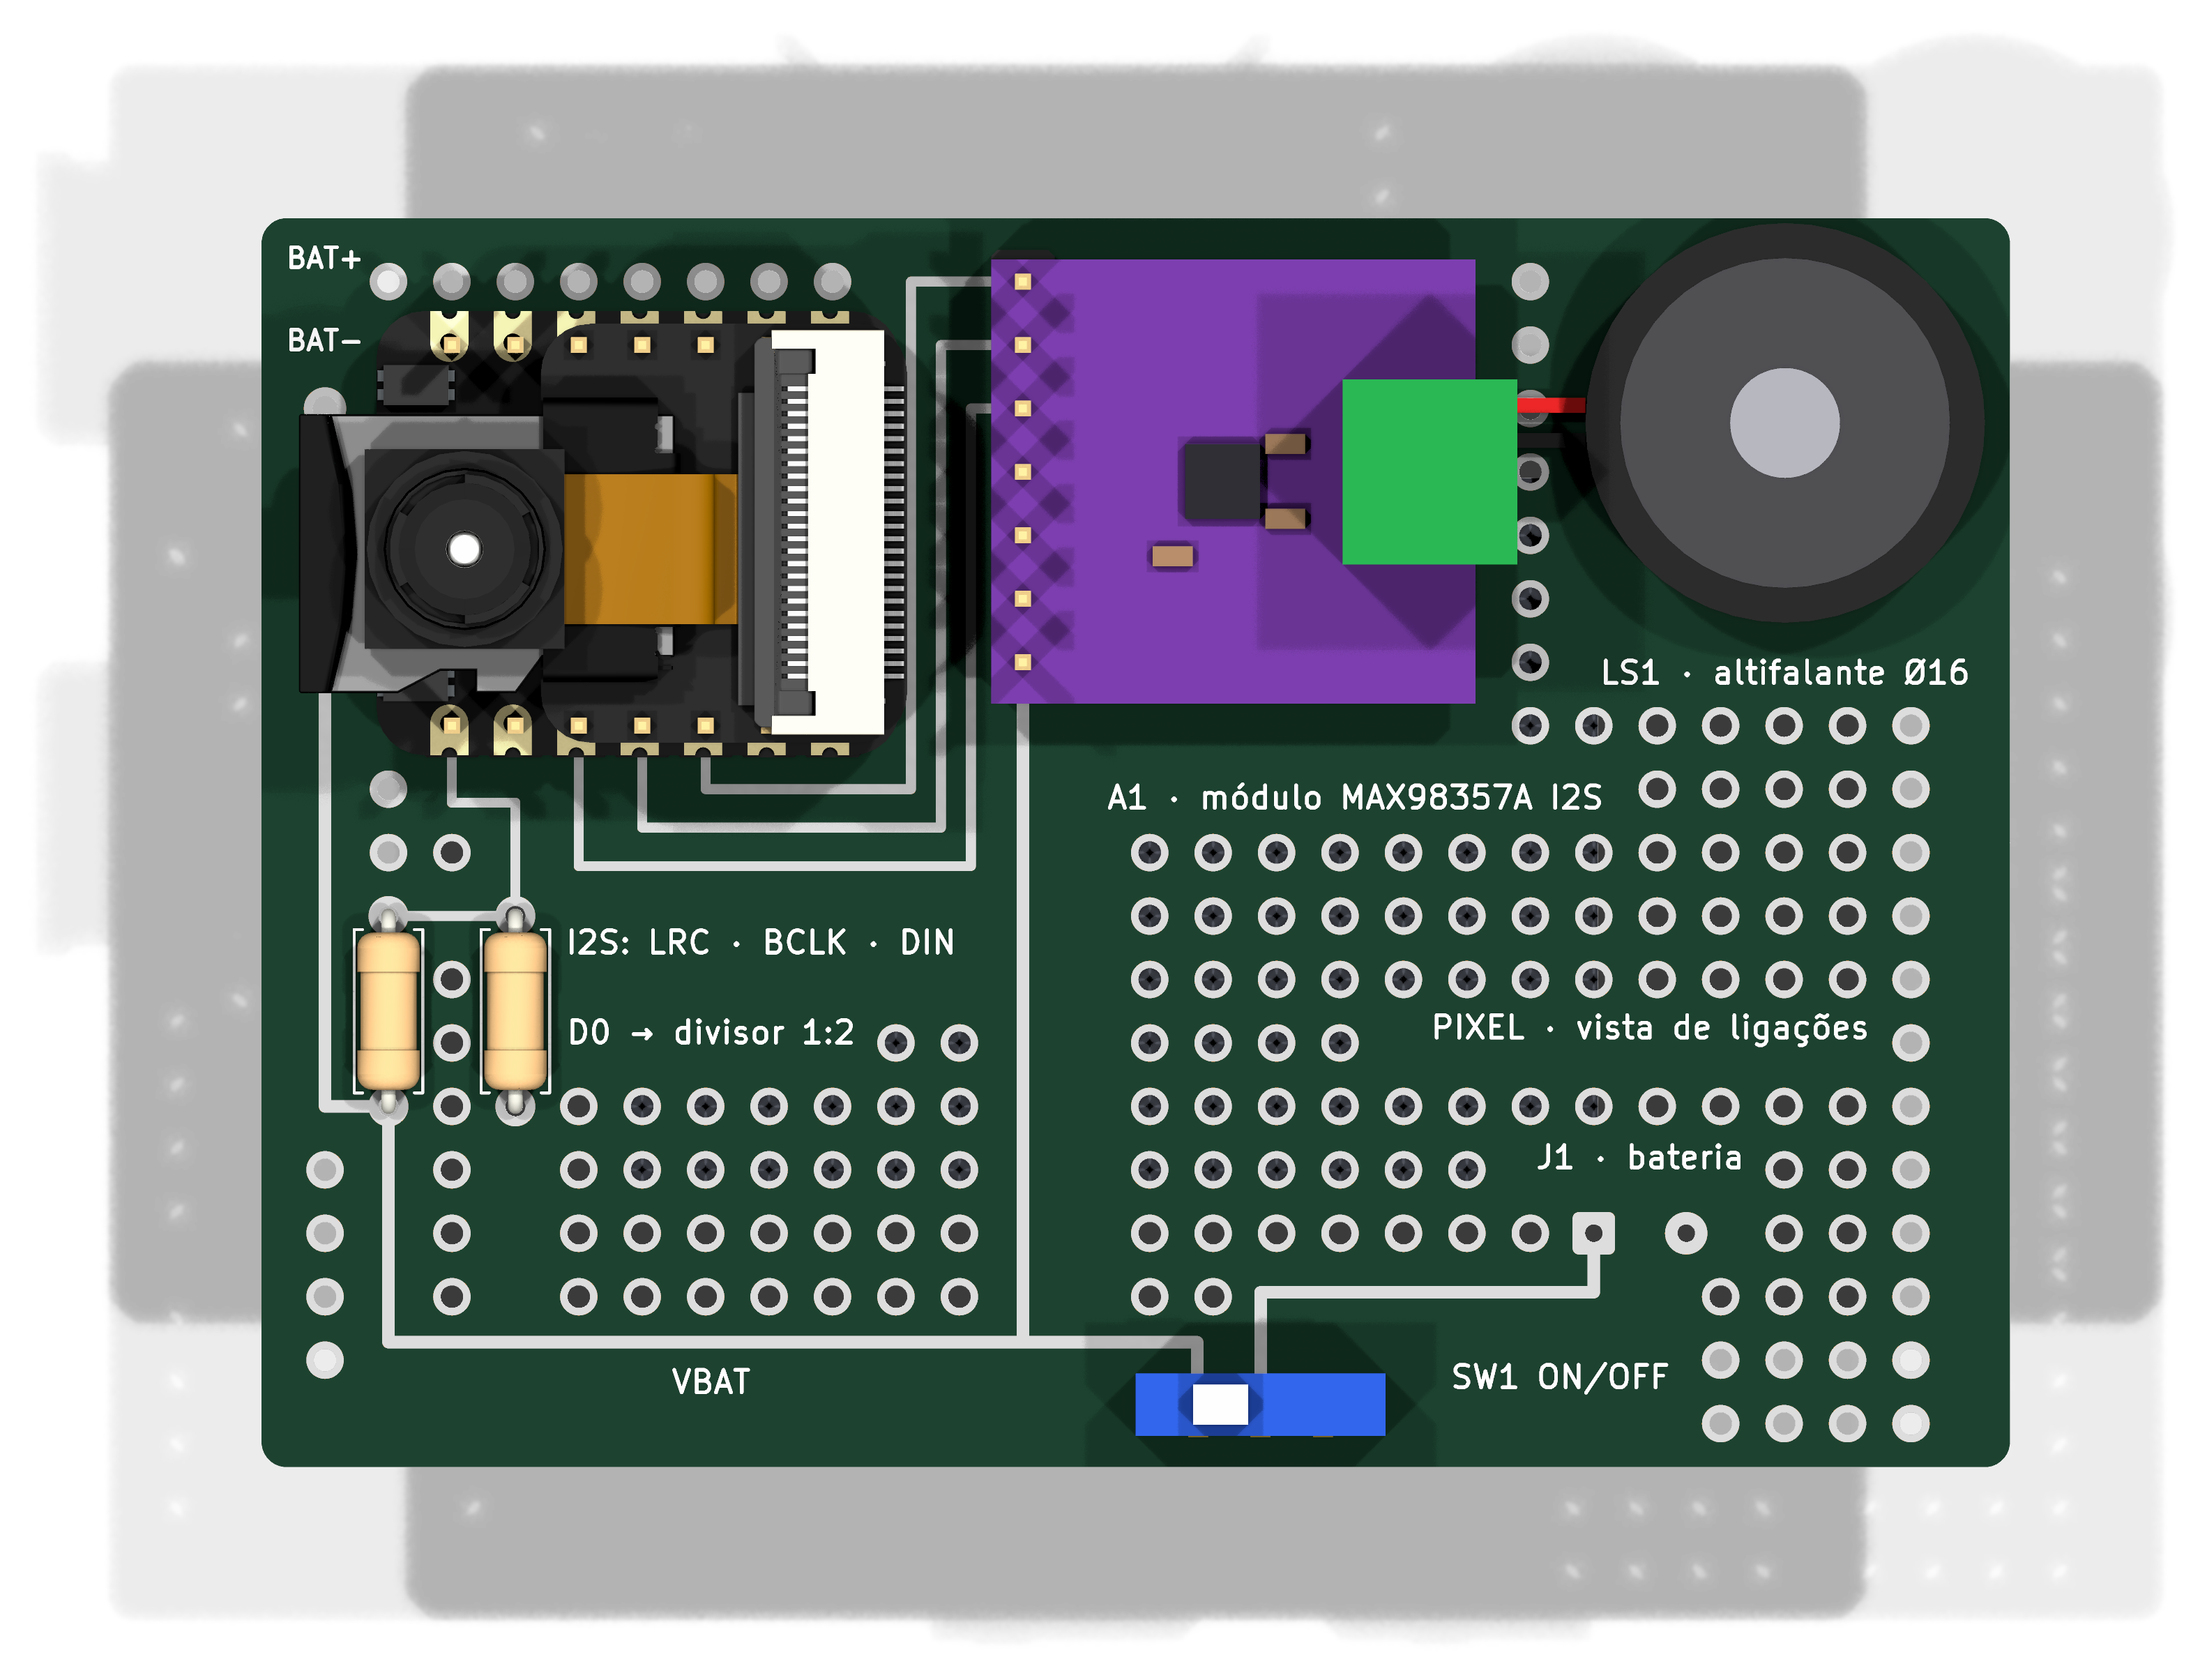 BAT+
BAT-
LS1 · altifalante Ø16
A1 · módulo MAX98357A I2S
I2S: LRC · BCLK · DIN
D0 → divisor 1:2
PIXEL · vista de ligações
J1 · bateria
VBAT
SW1 ON/OFF